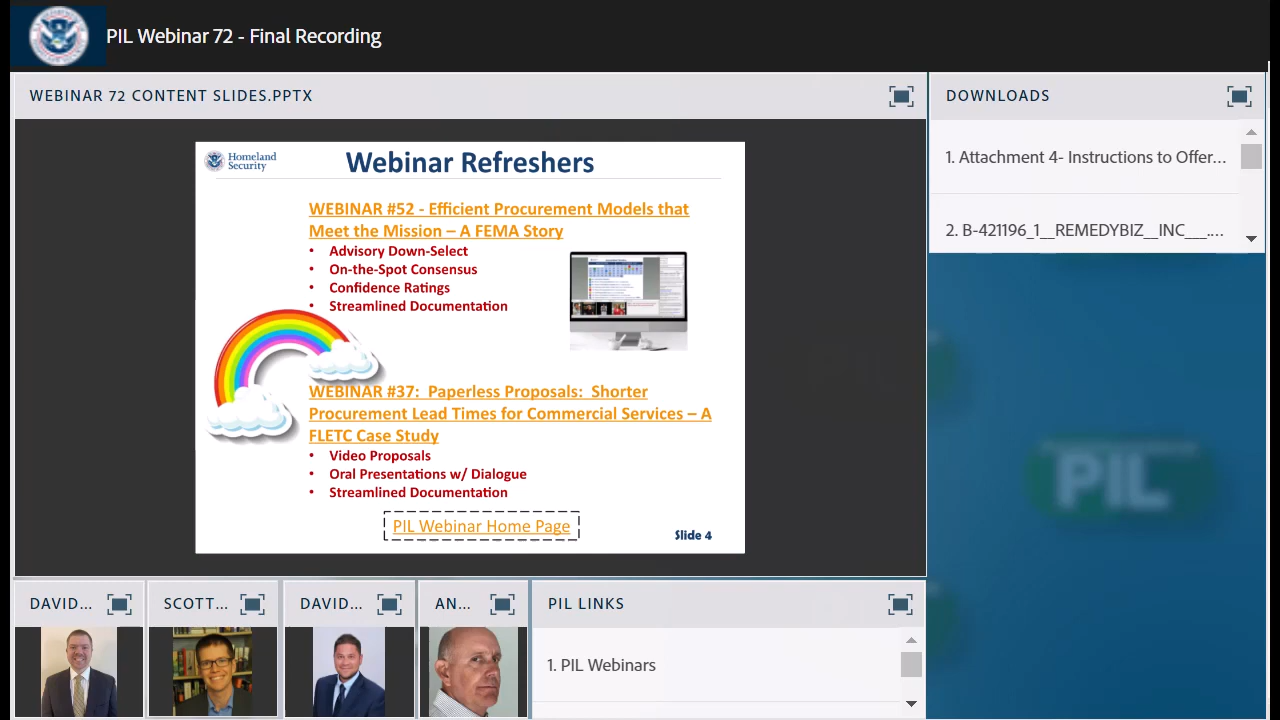 PIL Webinar 72 - Final Recording
WEBINAR 72 CONTENT SLIDES.PPTX
DOWNLOADS
1. Attachment 4- Instructions to Offer...
2. B-421196_1__REMEDYBIZ__INC___....
Homeland
Security
Webinar Refreshers
WEBINAR #52 - Efficient Procurement Models that
Meet the Mission – A FEMA Story
• Advisory Down-Select
• On-the-Spot Consensus
• Confidence Ratings
• Streamlined Documentation
WEBINAR #37: Paperless Proposals: Shorter
Procurement Lead Times for Commercial Services – A
FLETC Case Study
• Video Proposals
• Oral Presentations w/ Dialogue
• Streamlined Documentation
PIL Webinar Home Page
Slide 4
PIL
DAVID...
SCOTT...
DAVID...
AN...
PIL LINKS
1. PIL Webinars